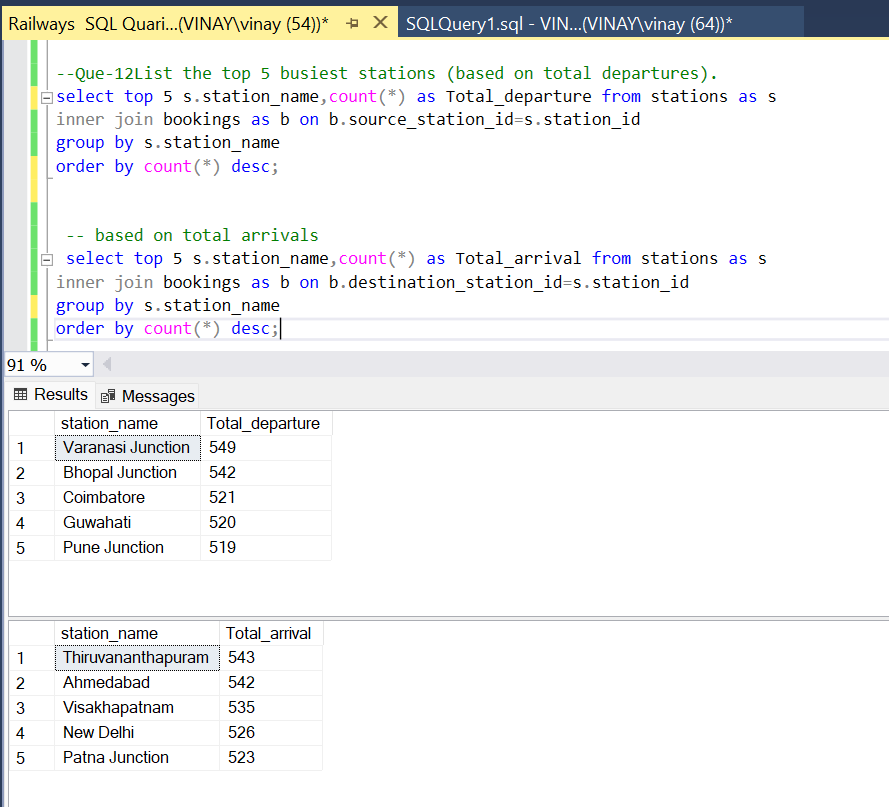 Railways SQL Quari...(VINAY\vinay (54))* SQLQuery1.sql - VIN...(VINAY\vinay (64))*
--Que-12List the top 5 busiest stations (based on total departures).
select top 5 s.station_name,count(*) as Total_departure from stations as s
inner join bookings as b on b.source_station_id=s.station_id
group by s.station_name
order by count(*) desc;
-- based on total arrivals
select top 5 s.station_name,count(*) as Total_arrival from stations as s
inner join bookings as b on b.destination_station_id=s.station_id
group by s.station_name
order by count(*) desc;
91 %
Results Messages
station_name Total_departure
1 Varanasi Junction 549
2 Bhopal Junction 542
3 Coimbatore 521
4 Guwahati 520
5 Pune Junction 519
station_name Total_arrival
1 Thiruvananthapuram 543
2 Ahmedabad 542
3 Visakhapatnam 535
4 New Delhi 526
5 Patna Junction 523